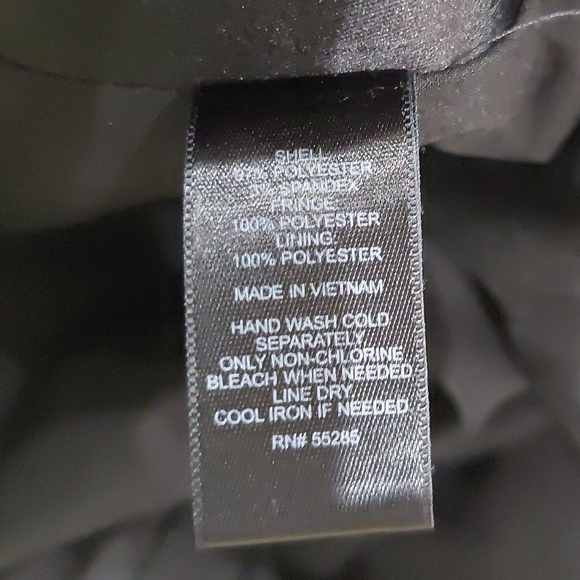 SHELL
97% POLYESTER
3% SPANDEX
FRINGE
100% POLYESTER
LINING:
100% POLYESTER
MADE IN VIETNAM
HAND WASH COLD
SEPARATELY
ONLY NON-CHLORINE
BLEACH WHEN NEEDED
LINE DRY
COOL IRON IF NEEDED
RN# 55285